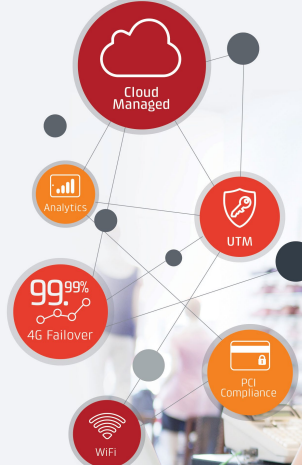 Cloud
Managed
Analytics
UTM
99.99%
4G Failover
PCI
Compliance
WiFi